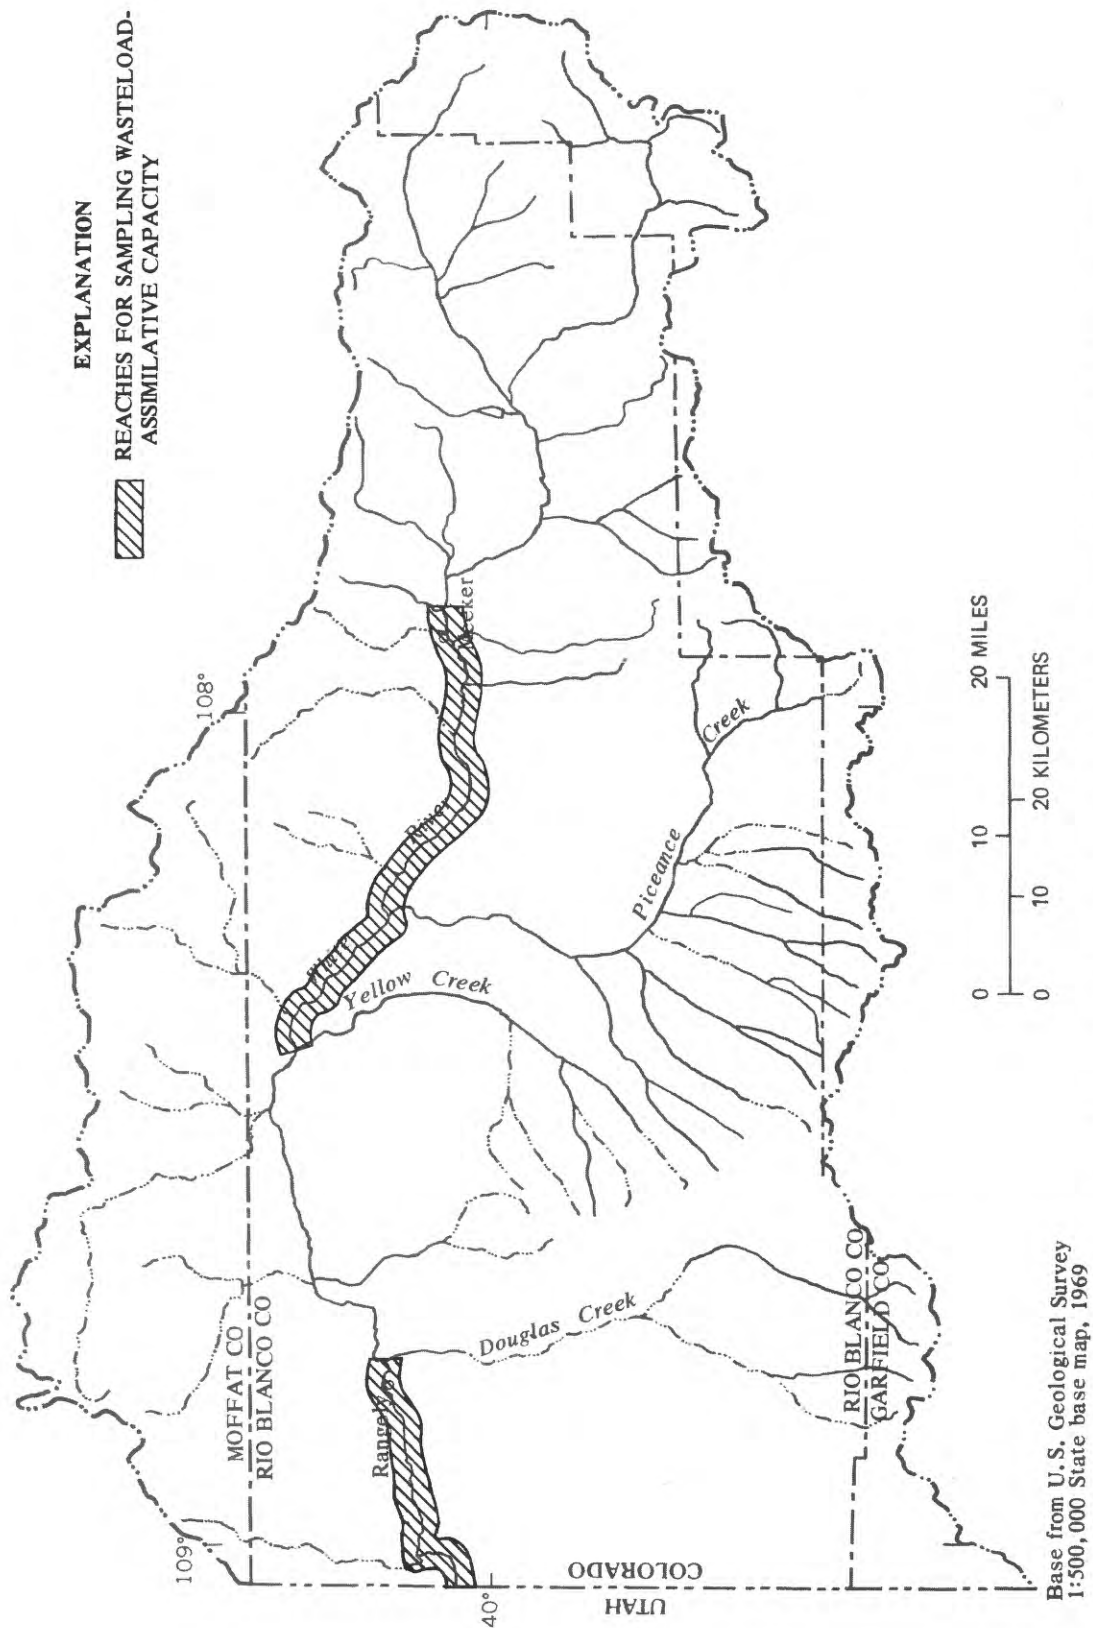 EXPLANATION
REACHES FOR SAMPLING WASTELOAD-
ASSIMILATIVE CAPACITY
108°
109°
40°
MOFFAT CO
RIO BLANCO CO
White
River
Meeker
Yellow Creek
Piceance
Creek
Rangely
Douglas Creek
RIO BLANCO CO
GARFIELD CO
UTAH
COLORADO
0 10 20 MILES
0 10 20 KILOMETERS
Base from U.S. Geological Survey
1:500,000 State base map, 1969